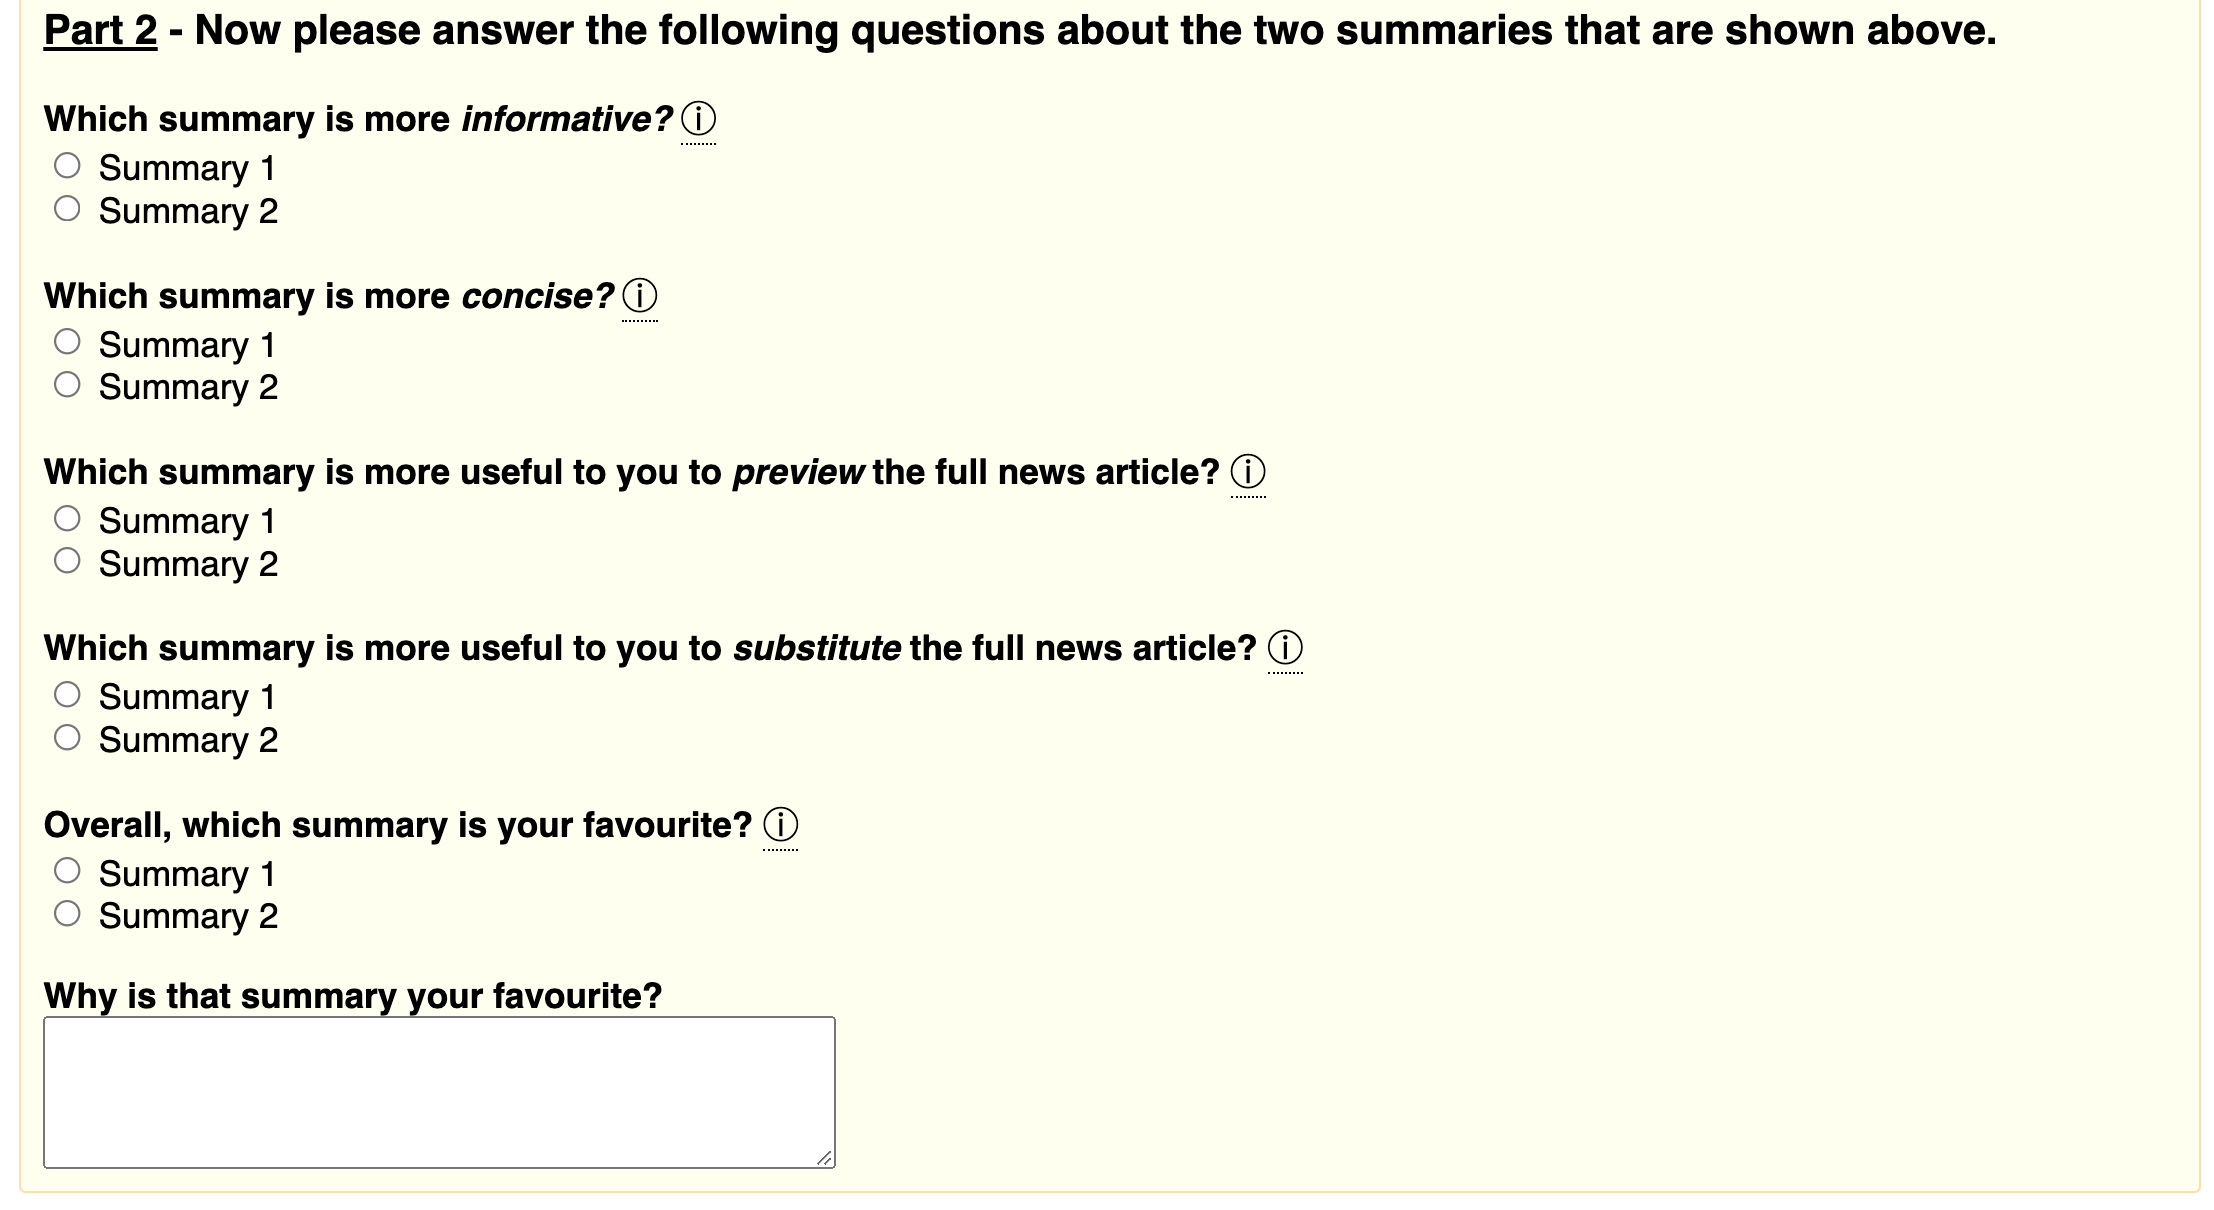 Part 2 - Now please answer the following questions about the two summaries that are shown above.
Which summary is more informative? ⓘ
Summary 1
Summary 2
Which summary is more concise? ⓘ
Summary 1
Summary 2
Which summary is more useful to you to preview the full news article? ⓘ
Summary 1
Summary 2
Which summary is more useful to you to substitute the full news article? ⓘ
Summary 1
Summary 2
Overall, which summary is your favourite? ⓘ
Summary 1
Summary 2
Why is that summary your favourite?